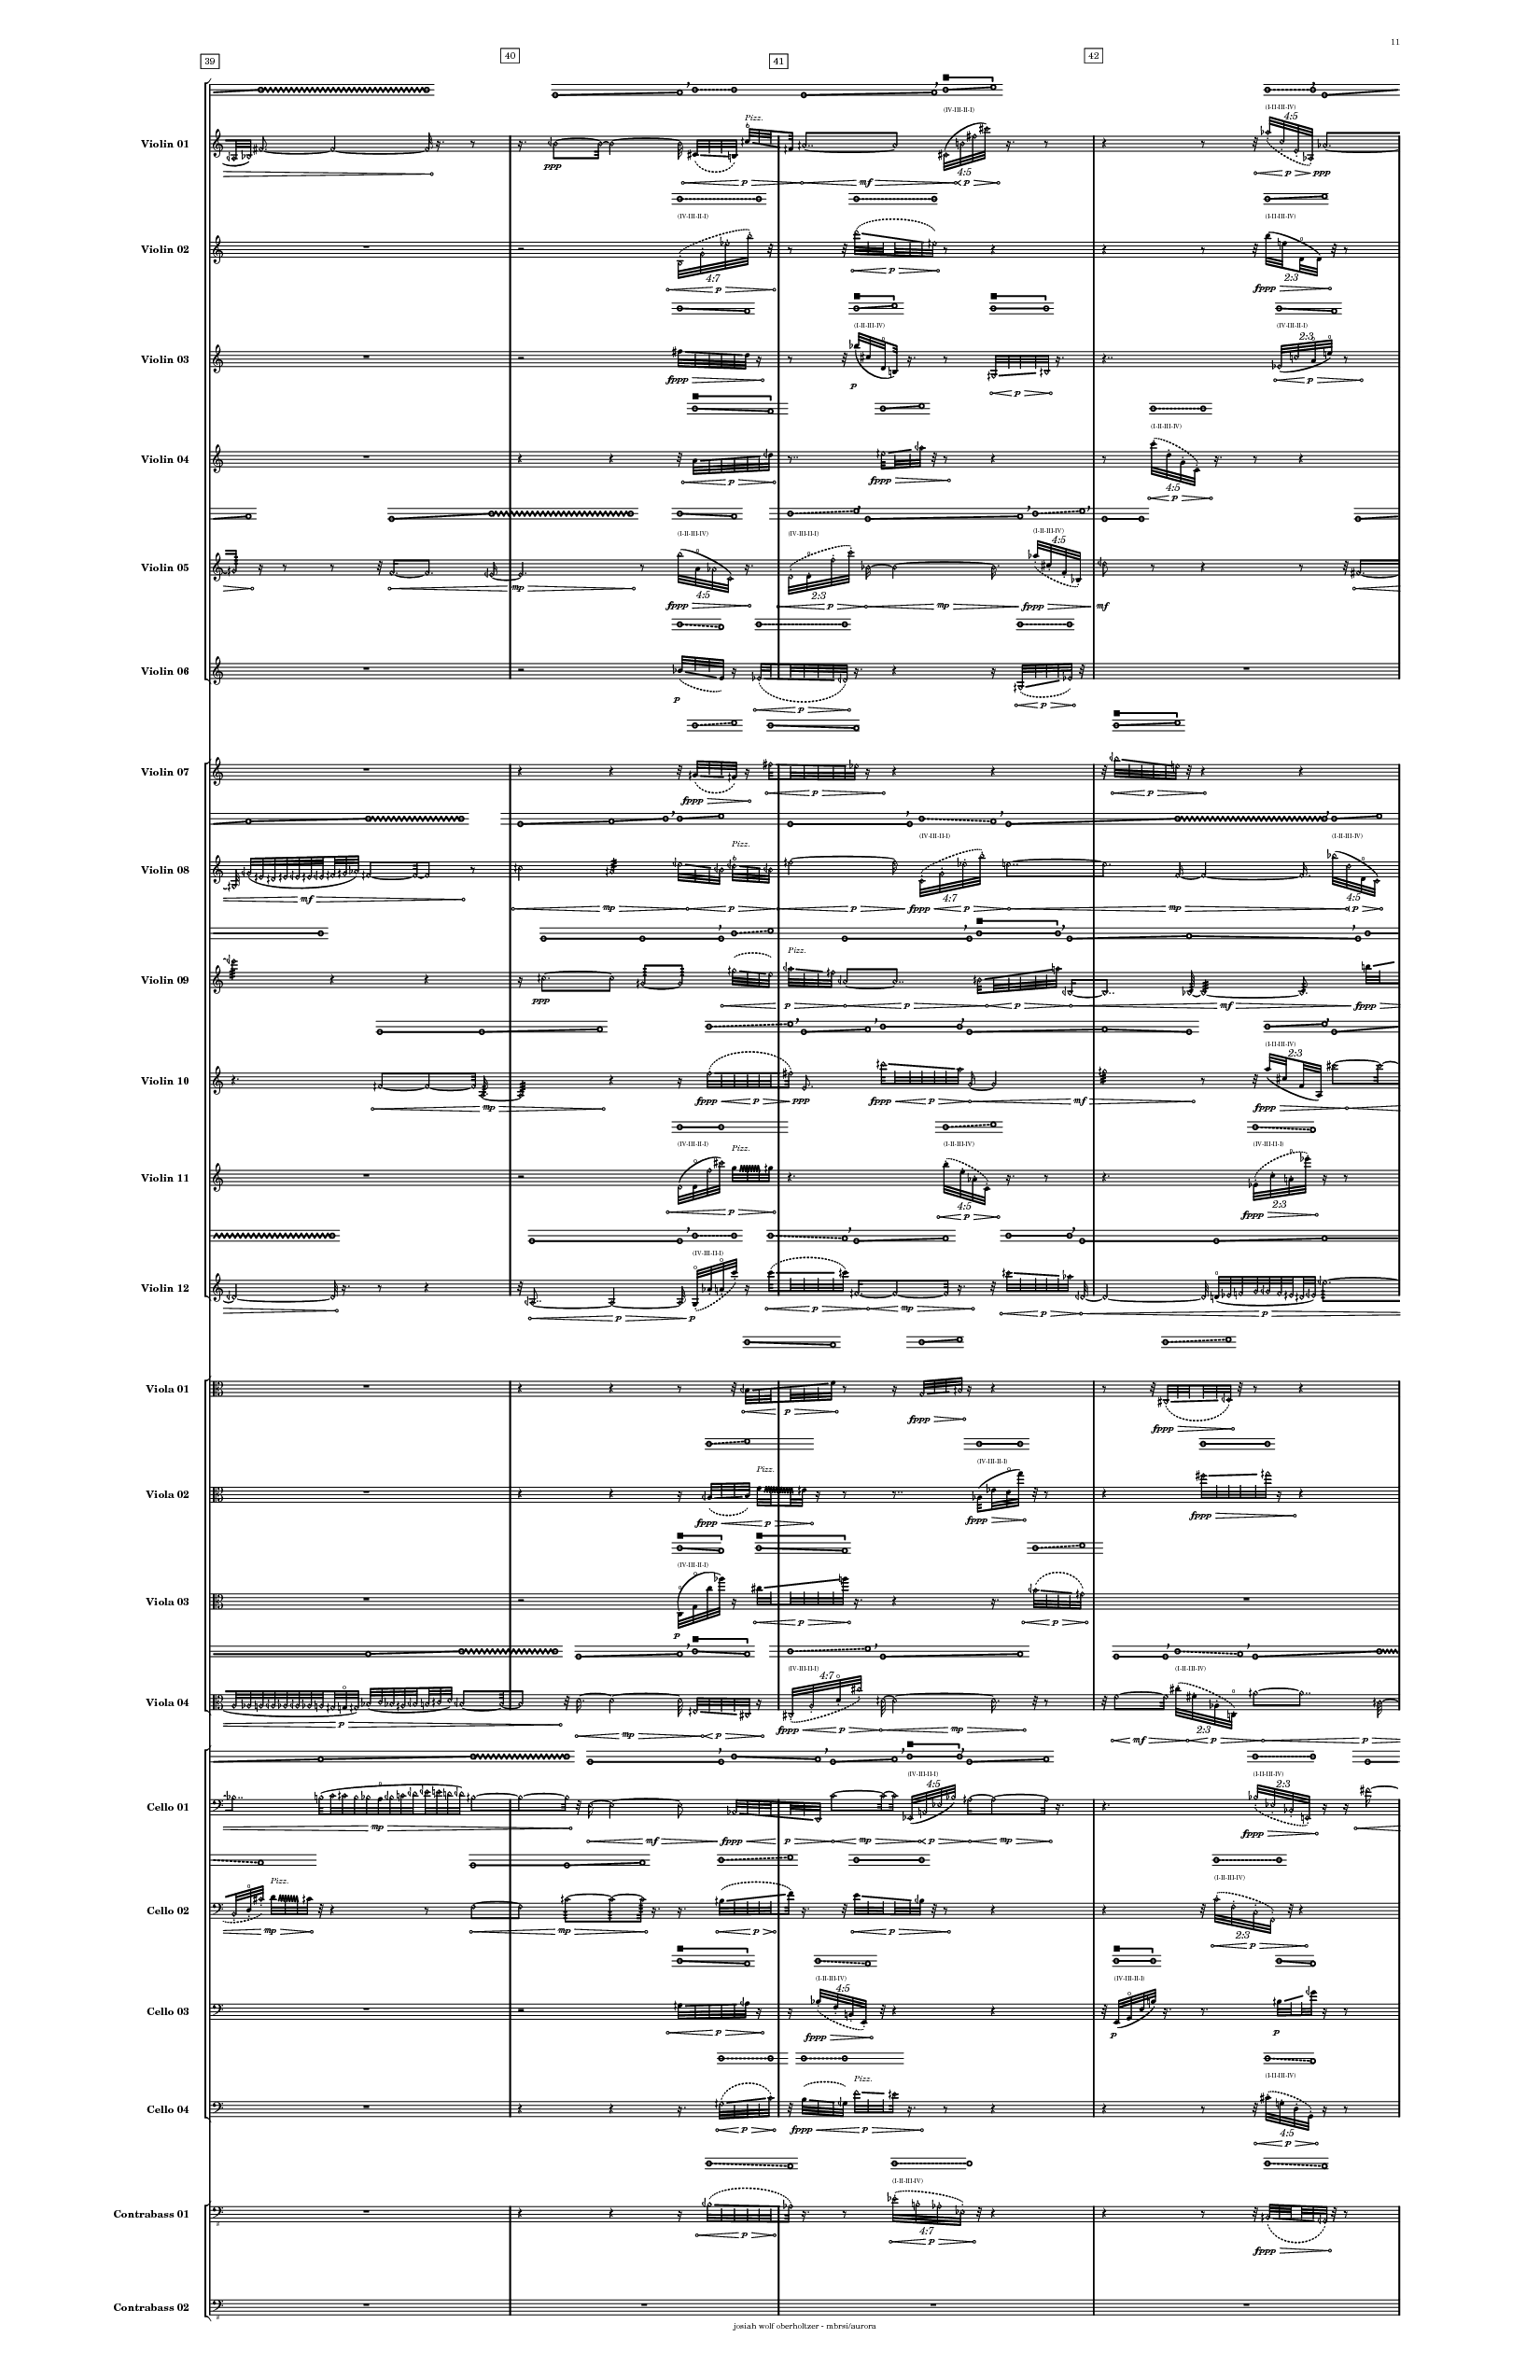 11
39 40 41 42
(IV-III-II-I) (I-II-III-IV)
Pizz. 4:5
Violin 01
6
ppp 4:5
p mf p p ppp
(IV-III-II-I) (I-II-III-IV)
Violin 02
4:7 p 2:3
p fppp
(I-II-III-IV) (IV-III-II-I)
2:3
Violin 03
fppp p p p
(I-II-III-IV)
Violin 04
p fppp 4:5
p
(I-II-III-IV) (IV-III-II-I) (I-II-III-IV)
4:5
Violin 05
mp 4:5 2:3
fppp p mp fppp mf
Violin 06
p p p
Violin 07
fppp p p
(IV-III-II-I) (I-II-III-IV)
Pizz.
Violin 08
mf 4:7 4:5
mp p p fppp p mp p
Pizz.
Violin 09
ppp p p p mf fppp
(I-II-III-IV)
2:3
Violin 10
mp fppp p ppp fppp p mf fppp
(IV-III-II-I) Pizz. (I-II-III-IV) (IV-III-II-I)
Violin 11
4:5 2:3
p p fppp
(IV-III-II-I)
Violin 12
p p p mp p p
Viola 01
p fppp fppp
Pizz. (IV-III-II-I)
Viola 02
fppp p fppp fppp
(IV-III-II-I)
Viola 03
p p p
(IV-III-II-I) (I-II-III-IV)
4:7
Viola 04
p 2:3
mp p fppp p mp mf p p
(IV-III-II-I) (I-II-III-IV)
4:5 2:3
Cello 01
mp
mf fppp p mp p mp fppp
Pizz. (I-II-III-IV)
Cello 02
mp mp p p 2:3
p
(I-II-III-IV) (IV-III-II-I)
4:5
Cello 03
p fppp p p
Pizz. (I-II-III-IV)
Cello 04
p fppp p 4:5
p
(I-II-III-IV)
Contrabass 01
p 4:7
p fppp
Contrabass 02
josiah wolf oberholtzer - mbrsi/aurora